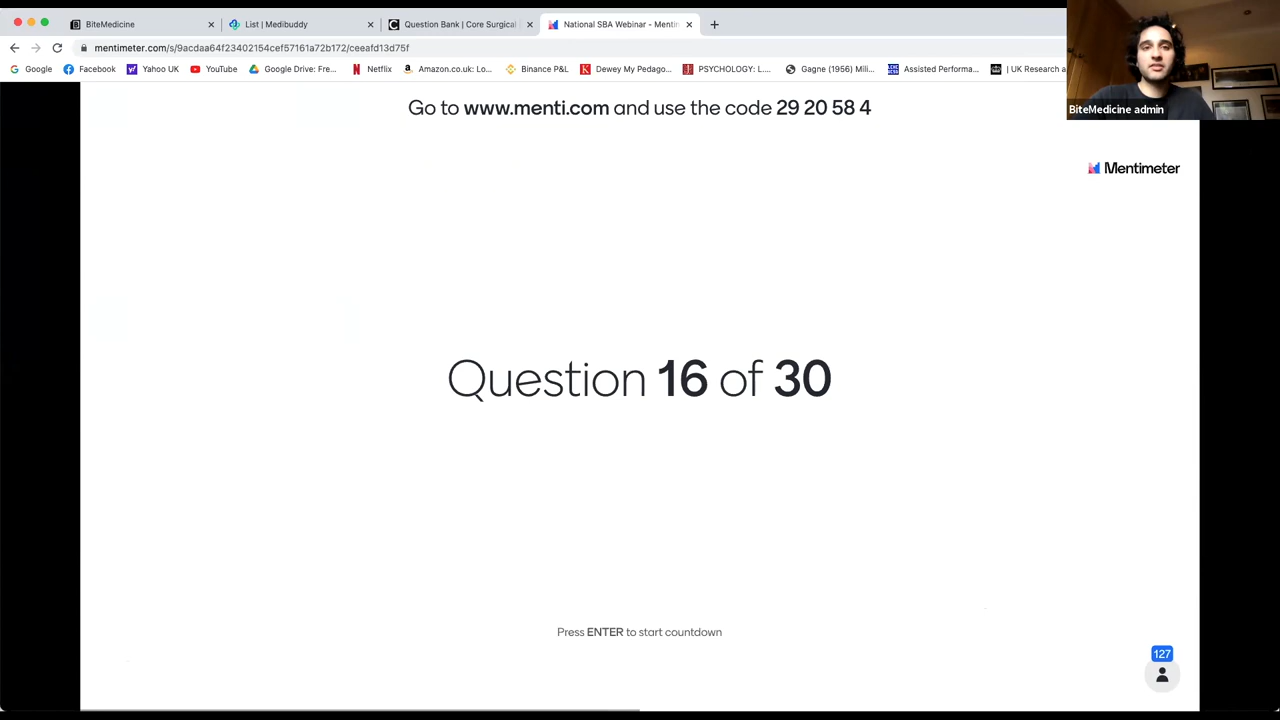 BiteMedicine
List | Medibuddy
Question Bank | Core Surgical
National SBA Webinar - Mentim
mentimeter.com/s/9acdaa64f23402154cef57161a72b172/ceeafd13d75f
Google
Facebook
Yahoo UK
YouTube
Google Drive: Fre...
Netflix
Amazon.co.uk: Lo...
Binance P&L
Dewey My Pedago...
PSYCHOLOGY: L....
Gagne (1956) Mili...
Assisted Performa...
| UK Research a
BiteMedicine admin
Go to www.menti.com and use the code 29 20 58 4
Mentimeter
Question 16 of 30
Press ENTER to start countdown
127